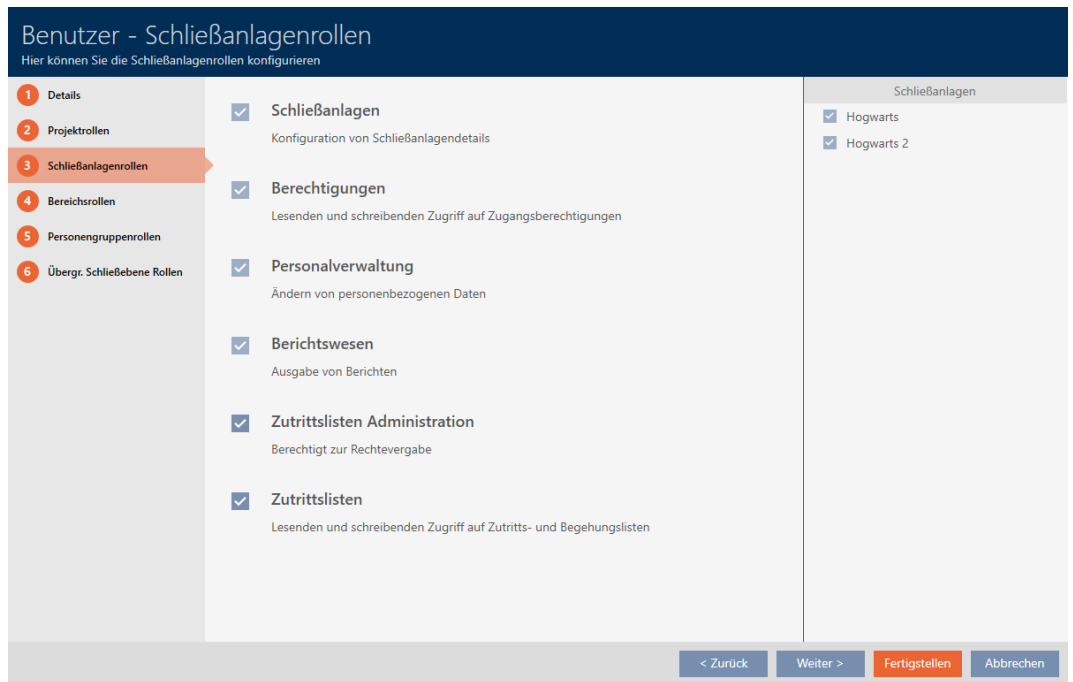 Benutzer - Schließanlagenrollen
Hier können Sie die Schließanlagenrollen konfigurieren
1 Details
2 Projektrollen
3 Schließanlagenrollen
4 Bereichsrollen
5 Personengruppenrollen
6 Übergr. Schließebene Rollen
Schließanlagen
Konfiguration von Schließanlagendetails
Berechtigungen
Lesenden und schreibenden Zugriff auf Zugangsberechtigungen
Personalverwaltung
Ändern von personenbezogenen Daten
Berichtswesen
Ausgabe von Berichten
Zutrittslisten Administration
Berechtigt zur Rechtevergabe
Zutrittslisten
Lesenden und schreibenden Zugriff auf Zutritts- und Begehungslisten
Schließanlagen
Hogwarts
Hogwarts 2
< Zurück
Weiter >
Fertigstellen
Abbrechen